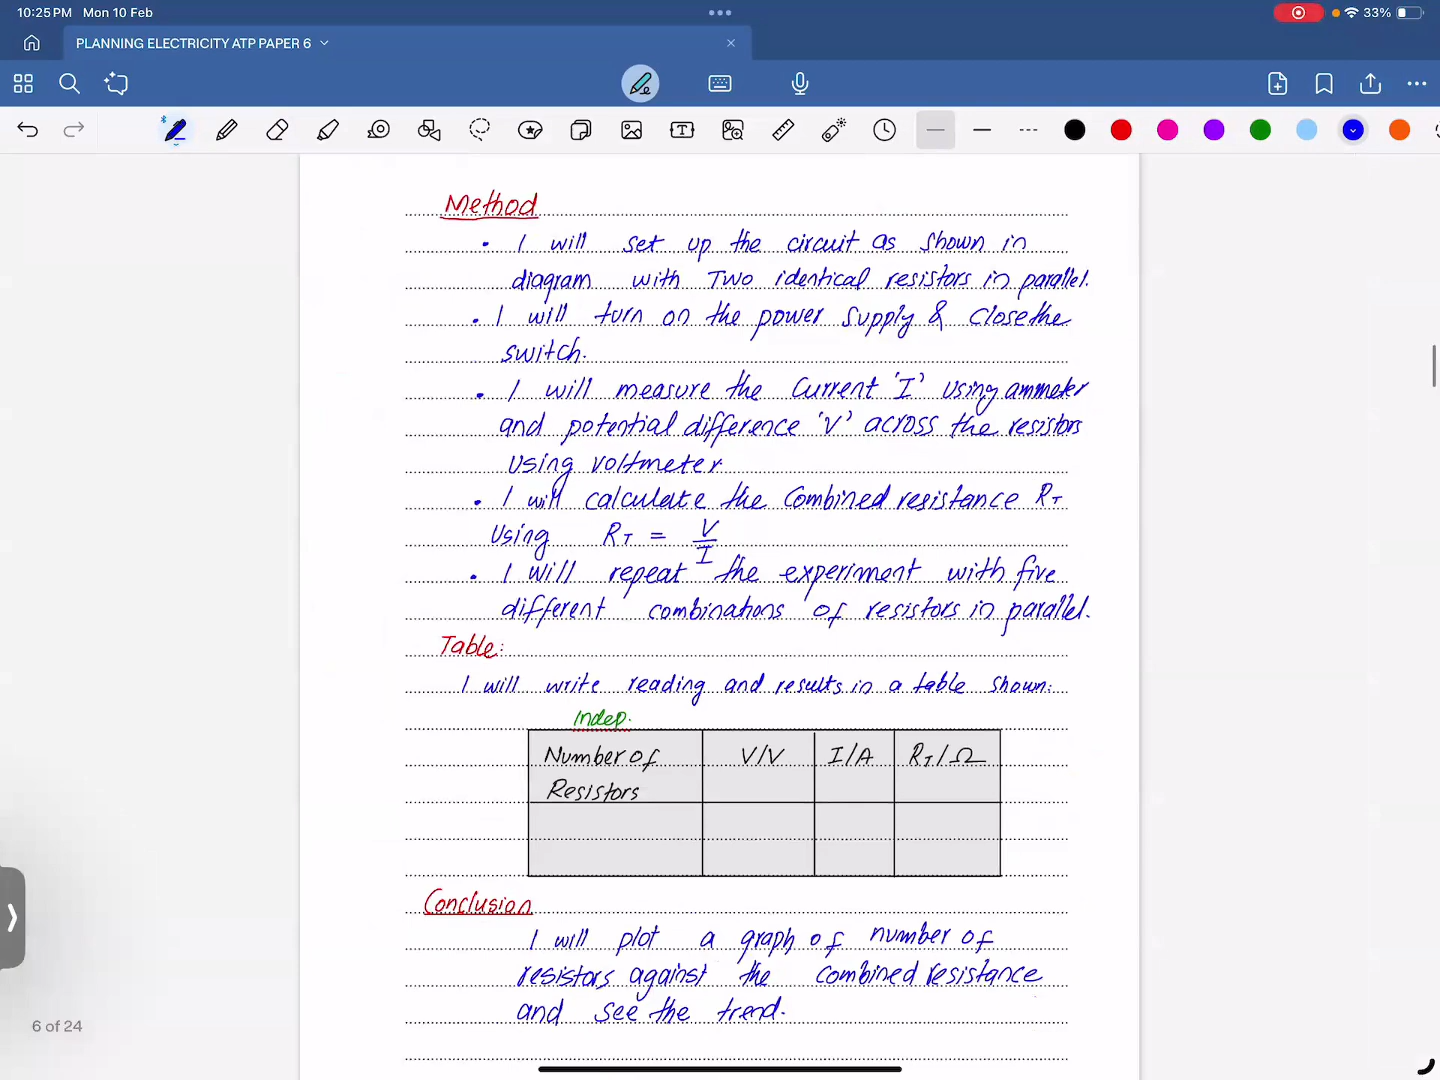 10:25 PM Mon 10 Feb
33%
PLANNING ELECTRICITY ATP PAPER 6
Method
• I will set up the circuit as shown in
diagram with Two identical resistors in parallel.
• I will turn on the power supply & close the
switch.
• I will measure the current 'I' using ammeter
and potential difference 'V' across the resistors
using voltmeter
• I will calculate the combined resistance RT
using RT = V/I
• I will repeat the experiment with five
different combinations of resistors in parallel.
Table:
I will write reading and results in a table shown:
Indep.
Number of Resistors V/V I/A RT/Ω
Conclusion
I will plot a graph of number of
resistors against the combined resistance
and see the trend.
6 of 24